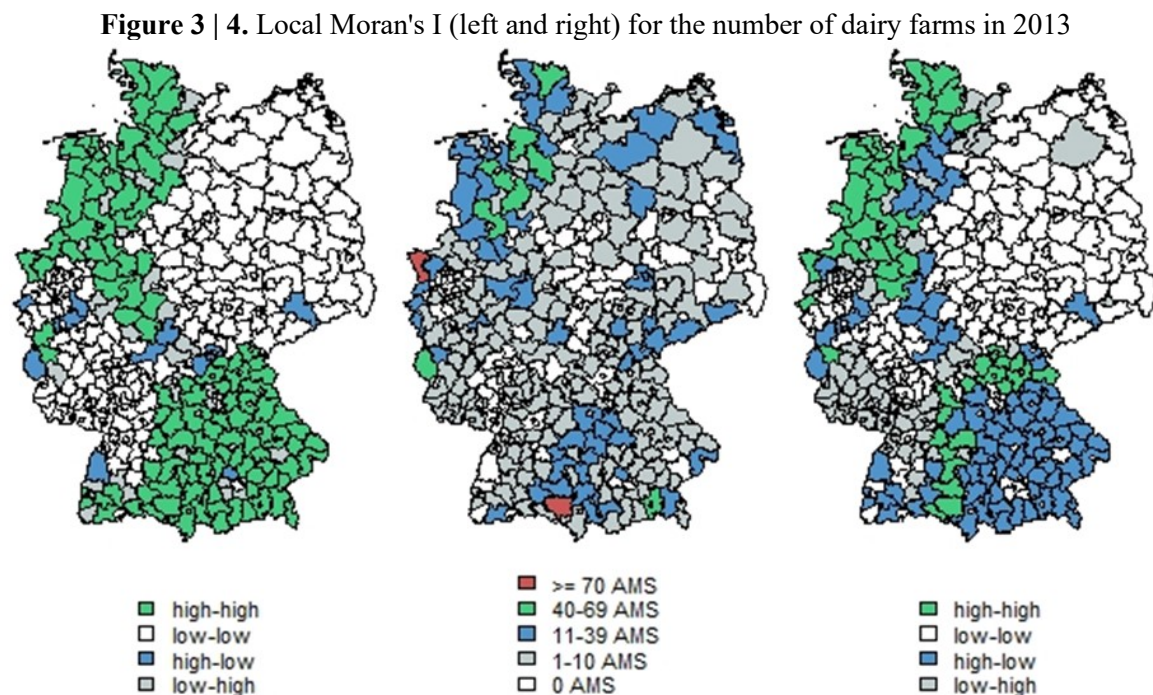 Figure 3 | 4. Local Moran's I (left and right) for the number of dairy farms in 2013
high-high
low-low
high-low
low-high
>= 70 AMS
40-69 AMS
11-39 AMS
1-10 AMS
0 AMS
high-high
low-low
high-low
low-high